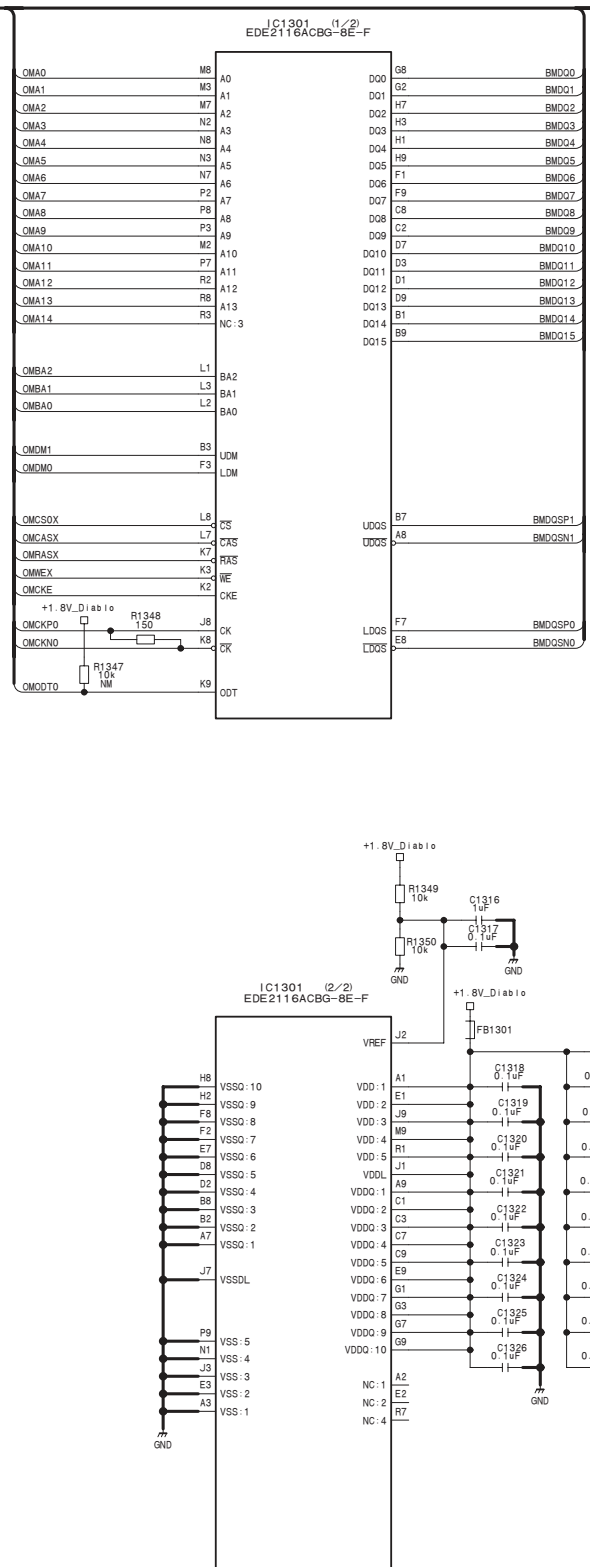 IC1301 (1/2)
EDE2116ACBG-8E-F
OMA0 M8 A0 DQ0 G8 BMDQ0
OMA1 M3 A1 DQ1 G2 BMDQ1
OMA2 M7 A2 DQ2 H7 BMDQ2
OMA3 N2 A3 DQ3 H3 BMDQ3
OMA4 N8 A4 DQ4 H1 BMDQ4
OMA5 N3 A5 DQ5 H9 BMDQ5
OMA6 N7 A6 DQ6 F1 BMDQ6
OMA7 P2 A7 DQ7 F9 BMDQ7
OMA8 P8 A8 DQ8 C8 BMDQ8
OMA9 P3 A9 DQ9 C2 BMDQ9
OMA10 M2 A10 DQ10 D7 BMDQ10
OMA11 P7 A11 DQ11 D3 BMDQ11
OMA12 R2 A12 DQ12 D1 BMDQ12
OMA13 R8 A13 DQ13 D9 BMDQ13
OMA14 R3 NC:3 DQ14 B1 BMDQ14
DQ15 B9 BMDQ15
OMBA2 L1 BA2
OMBA1 L3 BA1
OMBA0 L2 BA0
OMDM1 B3 UDM
OMDM0 F3 LDM
OMCS0X L8 CS UDQS B7 BMDQSP1
OMCASX L7 CAS UDQS A8 BMDQSN1
OMRASX K7 RAS
OMWEX K3 WE
OMCKE K2 CKE
+1.8V_Diablo
R1348
150
OMCKP0 J8 CK LDQS F7 BMDQSP0
OMCKN0 K8 CK LDQS E8 BMDQSN0
R1347
10k
NM
OMODT0 K9 ODT
+1.8V_Diablo
R1349
10k
C1316
1uF
C1317
0.1uF
R1350
10k
GND
GND
IC1301 (2/2)
EDE2116ACBG-8E-F
+1.8V_Diablo
FB1301
VREF J2
H8 VSSQ:10 VDD:1 A1 C1318 0.1uF
H2 VSSQ:9 VDD:2 E1
F8 VSSQ:8 VDD:3 J9 C1319 0.1uF
F2 VSSQ:7 VDD:4 M9
E7 VSSQ:6 VDD:5 R1 C1320 0.1uF
D8 VSSQ:5 VDDL J1
D2 VSSQ:4 VDDQ:1 A9 C1321 0.1uF
B8 VSSQ:3 VDDQ:2 C1
B2 VSSQ:2 VDDQ:3 C3 C1322 0.1uF
A7 VSSQ:1 VDDQ:4 C7
VDDQ:5 C9 C1323 0.1uF
J7 VSSDL VDDQ:6 E9
VDDQ:7 G1 C1324 0.1uF
VDDQ:8 G3
P9 VSS:5 VDDQ:9 G7 C1325 0.1uF
N1 VSS:4 VDDQ:10 G9
C1326 0.1uF
J3 VSS:3
E3 VSS:2 NC:1 A2
A3 VSS:1 NC:2 E2
NC:4 R7
GND
GND